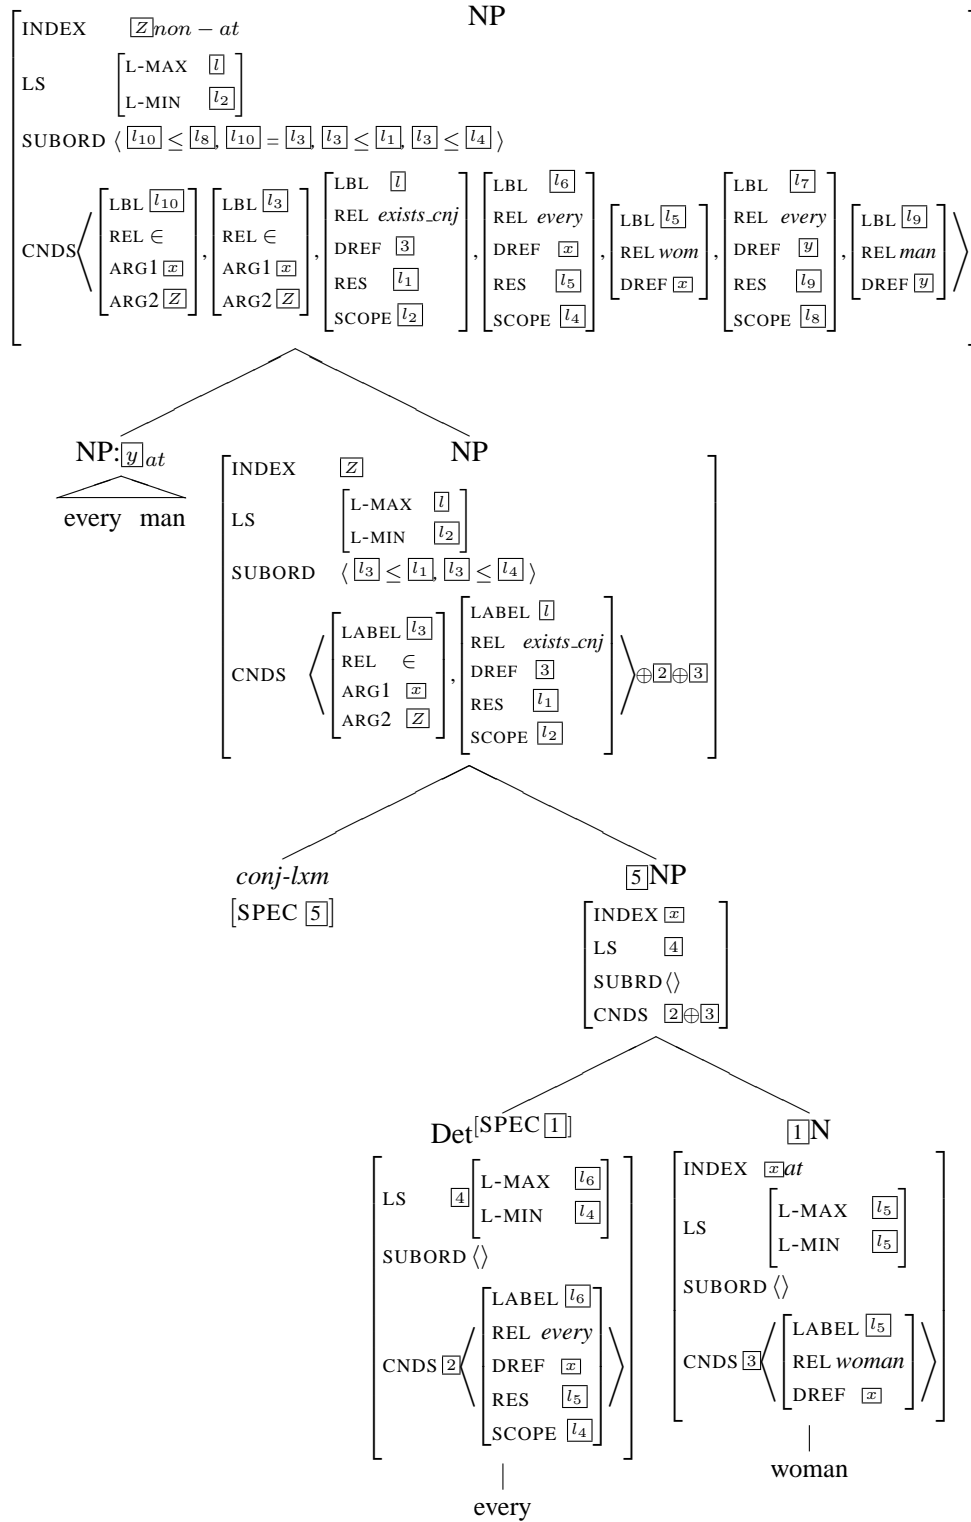 NP
INDEX Z non − at
LS L-MAX l
L-MIN l2
SUBORD ⟨ l10 ≤ l8, l10 = l3, l3 ≤ l1, l3 ≤ l4 ⟩
CNDS ⟨ [LBL l10
REL ∈
ARG1 x
ARG2 Z],
[LBL l3
REL ∈
ARG1 x
ARG2 Z],
[LBL l
REL exists_cnj
DREF 3
RES l1
SCOPE l2],
[LBL l6
REL every
DREF x
RES l5
SCOPE l4],
[LBL l5
REL wom
DREF x],
[LBL l7
REL every
DREF y
RES l9
SCOPE l8],
[LBL l9
REL man
DREF y] ⟩
NP: y at
every man
NP
INDEX Z
LS L-MAX l
L-MIN l2
SUBORD ⟨ l3 ≤ l1, l3 ≤ l4 ⟩
CNDS ⟨ [LABEL l3
REL ∈
ARG1 x
ARG2 Z],
[LABEL l
REL exists_cnj
DREF 3
RES l1
SCOPE l2] ⟩ ⊕ 2 ⊕ 3
conj-lxm
[SPEC 5]
5 NP
INDEX x
LS 4
SUBRD ⟨⟩
CNDS 2 ⊕ 3
Det [SPEC 1]
LS 4 L-MAX l6
L-MIN l4
SUBORD ⟨⟩
CNDS 2 ⟨ [LABEL l6
REL every
DREF x
RES l5
SCOPE l4] ⟩
every
1 N
INDEX x at
LS L-MAX l5
L-MIN l5
SUBORD ⟨⟩
CNDS 3 ⟨ [LABEL l5
REL woman
DREF x] ⟩
woman